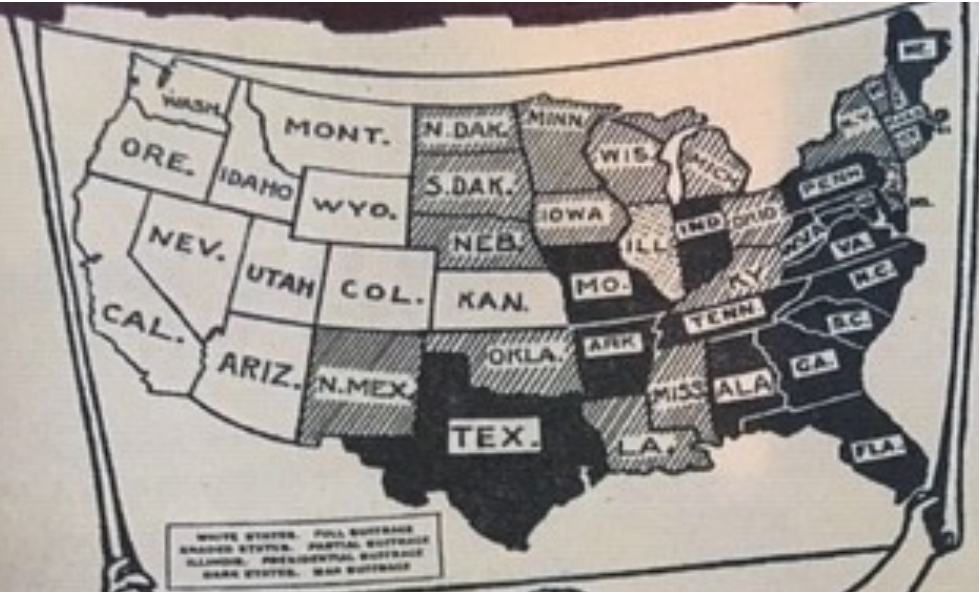 WASH.
ORE.
CAL.
NEV.
IDAHO
MONT.
WYO.
UTAH
COL.
ARIZ.
N.MEX.
N.DAK.
S.DAK.
NEB.
KAN.
OKLA.
TEX.
MINN.
IOWA
MO.
ARK.
LA.
WIS.
ILL
MICH
IND
OHIO
KY
TENN.
MISS
ALA
GA.
FLA.
S.C.
N.C.
VA.
W.VA
PENN
N.Y.
ME.
WHITE STATES. FULL SUFFRAGE
SHADED STATES. PARTIAL SUFFRAGE
ILLINOIS. PRESIDENTIAL SUFFRAGE
DARK STATES. SUFFRAGE